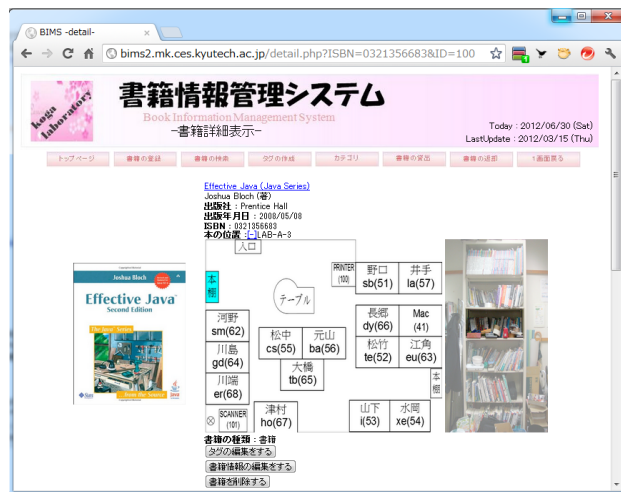 BIMS -detail-
bims2.mk.ces.kyutech.ac.jp/detail.php?ISBN=0321356683&ID=100
koga laboratory
書籍情報管理システム
Book Information Management System
-書籍詳細表示-
Today : 2012/06/30 (Sat)
LastUpdate : 2012/03/15 (Thu)
トップページ 書籍の登録 書籍の検索 タグの作成 カテゴリ 書籍の貸出 書籍の返却 1画面戻る
Effective Java (Java Series)
Joshua Bloch (著)
出版社 : Prentice Hall
出版年月日 : 2008/05/08
ISBN : 0321356683
本の位置 :[-]LAB-A-3
入口
本棚
テーブル
PRINTER (100)
野口 sb(51)
井手 la(57)
河野 sm(62)
長郷 dy(66)
Mac (41)
川島 gd(64)
松中 cs(55)
元山 ba(56)
松竹 te(52)
江角 eu(63)
川端 er(68)
大橋 tb(65)
本棚
SCANNER (101)
津村 ho(67)
山下 i(53)
水岡 xe(54)
Joshua Bloch
Effective Java
Second Edition
The Java Series
...from the Source
Sun
Java
書籍の種類 : 書籍
タグの編集をする
書籍情報の編集をする
書籍を削除する